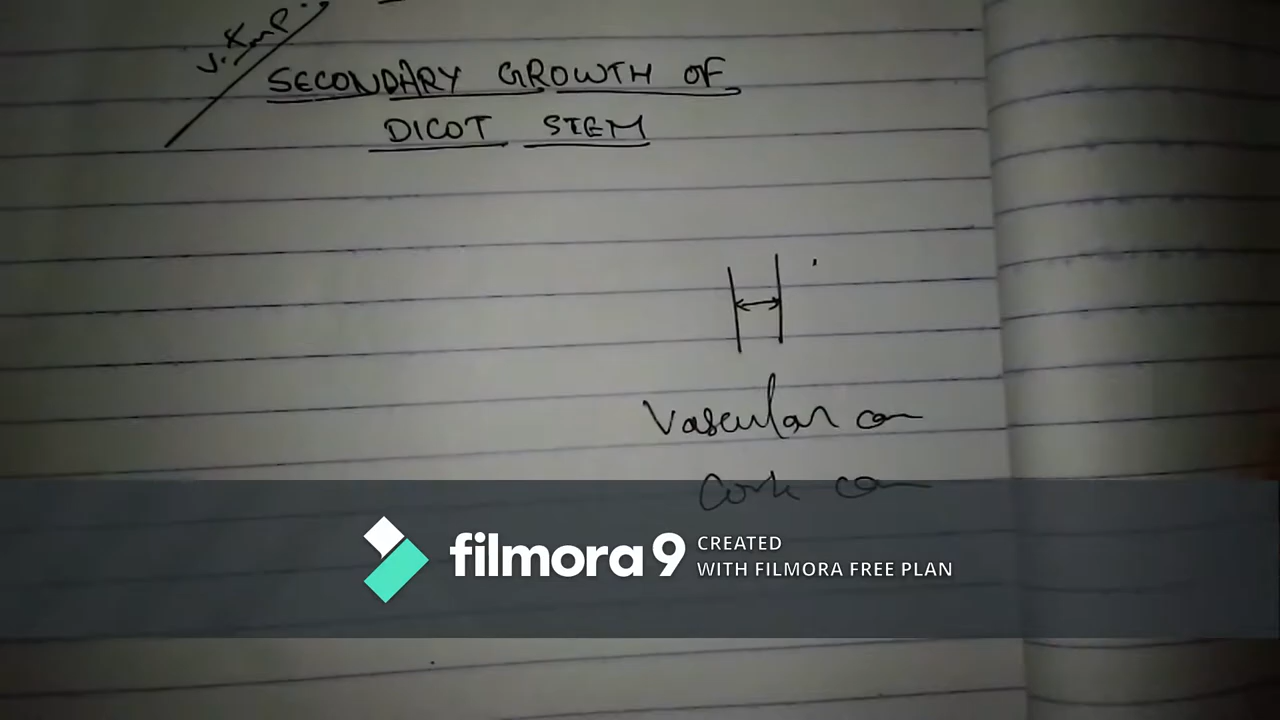 V. Imp.
SECONDARY GROWTH OF
DICOT STEM
Vascular
Cork
filmora 9 CREATED
WITH FILMORA FREE PLAN